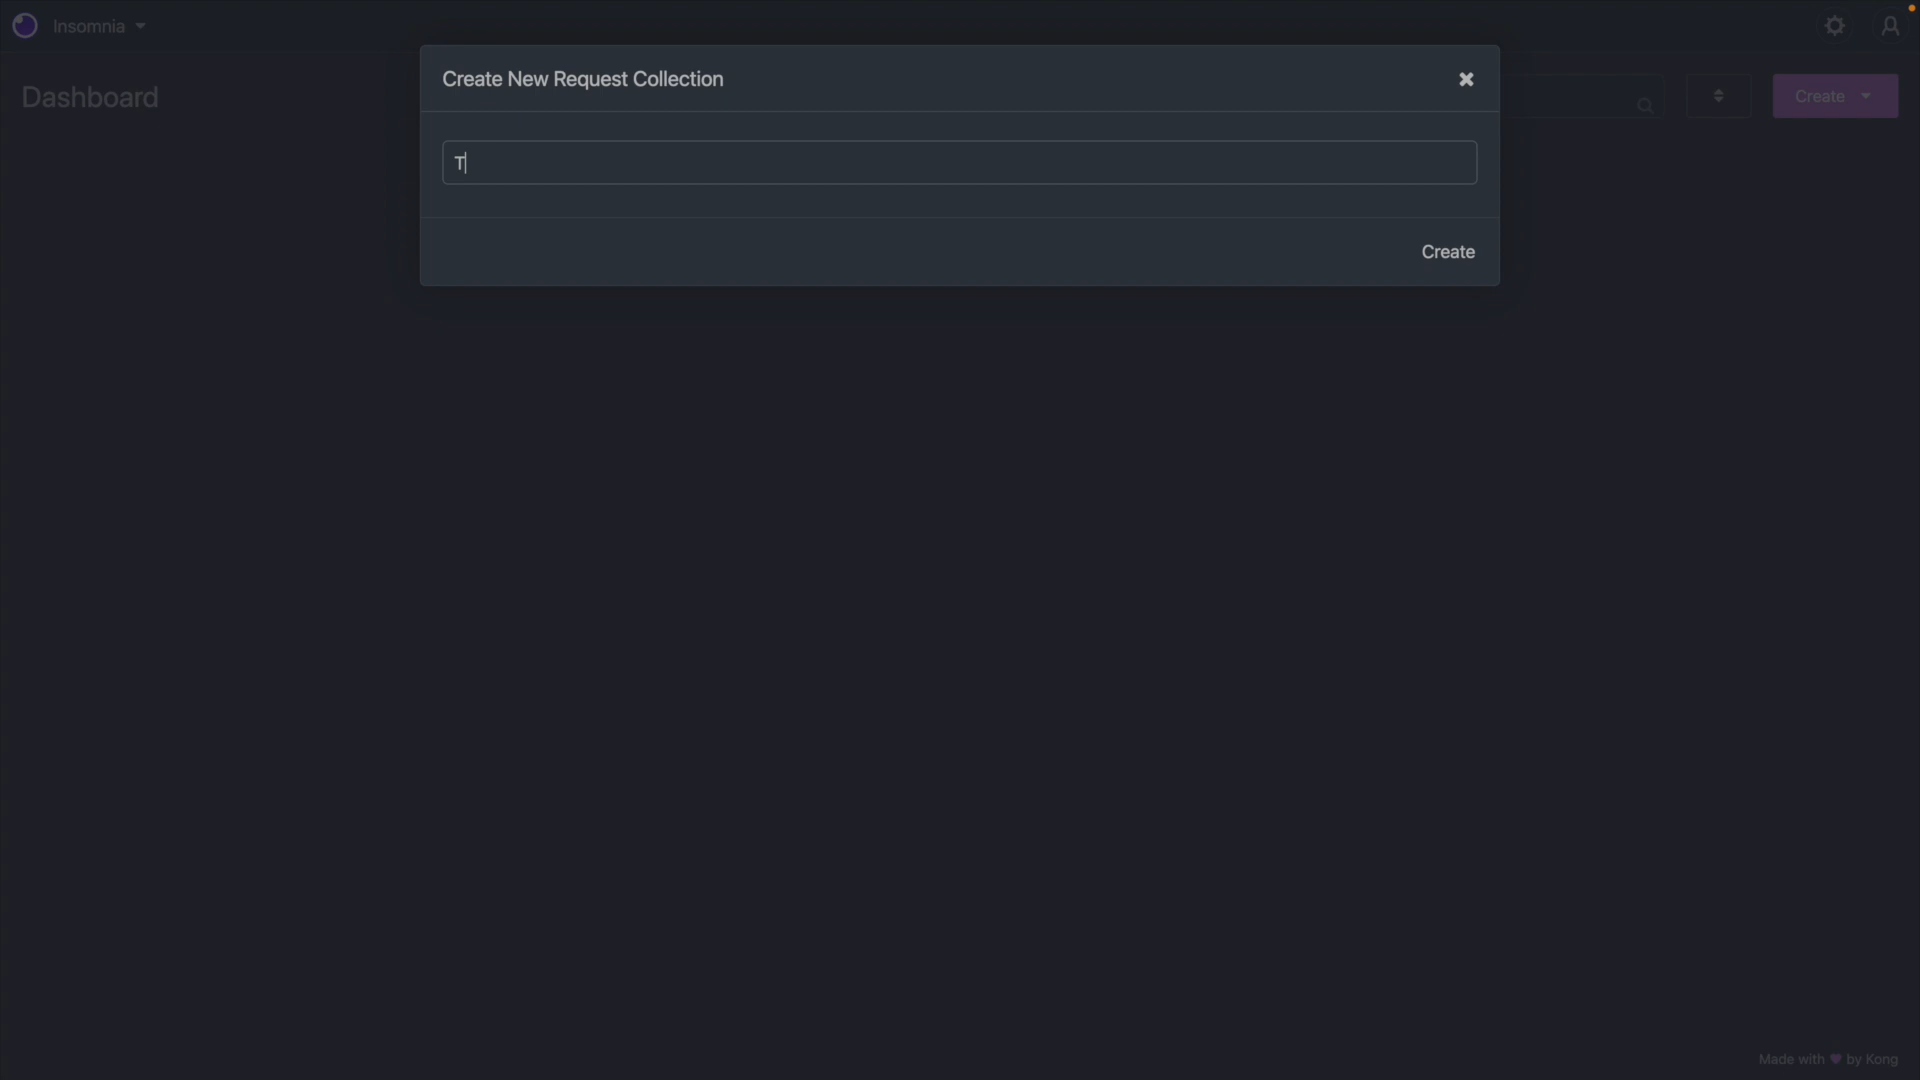 Insomnia
Create New Request Collection
Dashboard
Create
T
Create
Made with 💜 by Kong